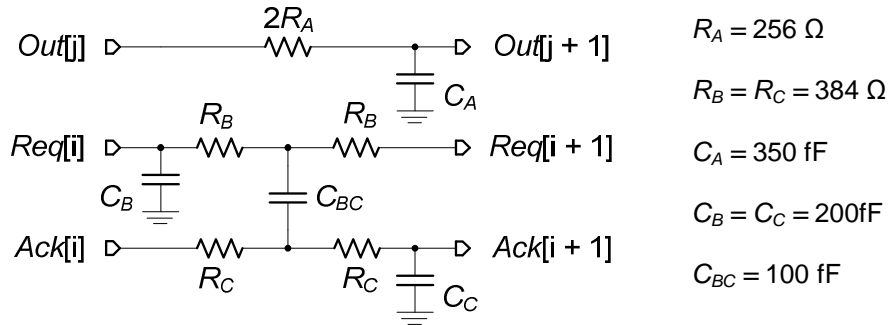 2R_A
Out[j] Out[j + 1]
C_A
R_B R_B
Req[i] Req[i + 1]
C_B C_BC
Ack[i] Ack[i + 1]
R_C R_C C_C
R_A = 256 Ω
R_B = R_C = 384 Ω
C_A = 350 fF
C_B = C_C = 200fF
C_BC = 100 fF